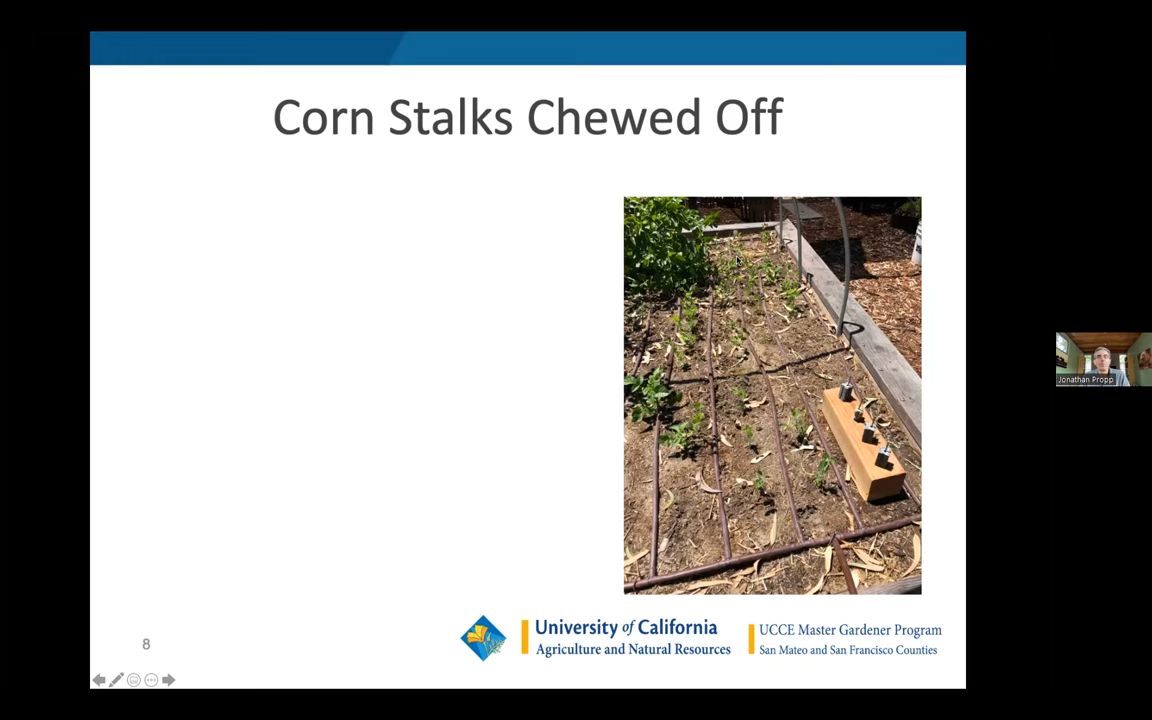 Corn Stalks Chewed Off
Jonathan Propp
University of California
Agriculture and Natural Resources
UCCE Master Gardener Program
San Mateo and San Francisco Counties
8